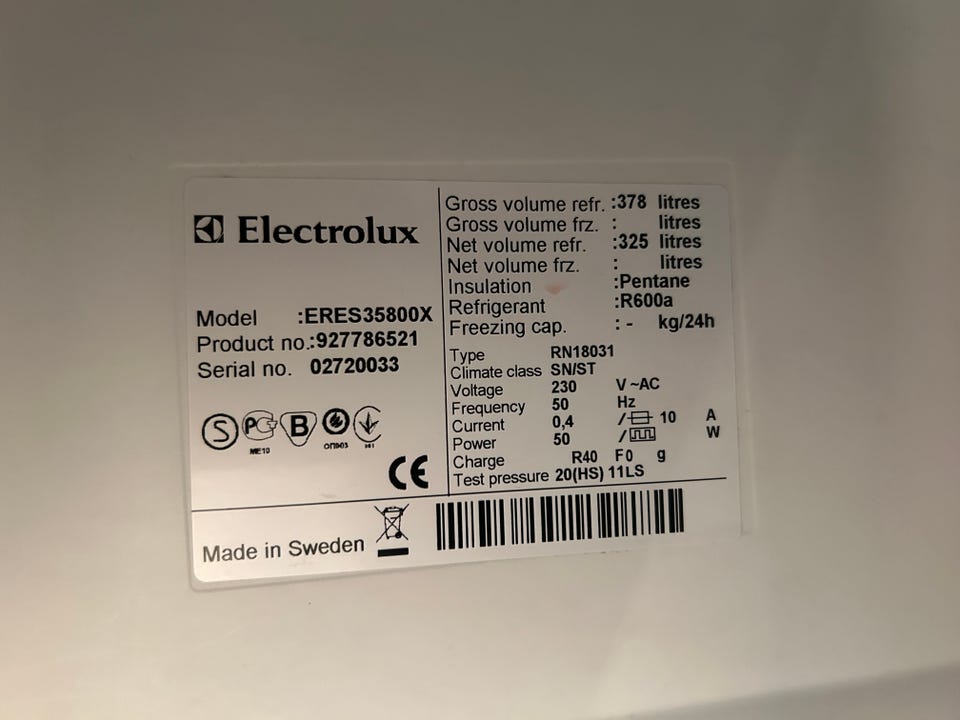 Electrolux
Model :ERES35800X
Product no.:927786521
Serial no. 02720033
S PG B
ME10 ОП003
CE
Made in Sweden
Gross volume refr. :378 litres
Gross volume frz. : litres
Net volume refr. :325 litres
Net volume frz. : litres
Insulation :Pentane
Refrigerant :R600a
Freezing cap. : - kg/24h
Type RN18031
Climate class SN/ST
Voltage 230 V ~AC
Frequency 50 Hz
Current 0,4 / 10 A
Power 50 / W
Charge R40 F0 g
Test pressure 20(HS) 11LS